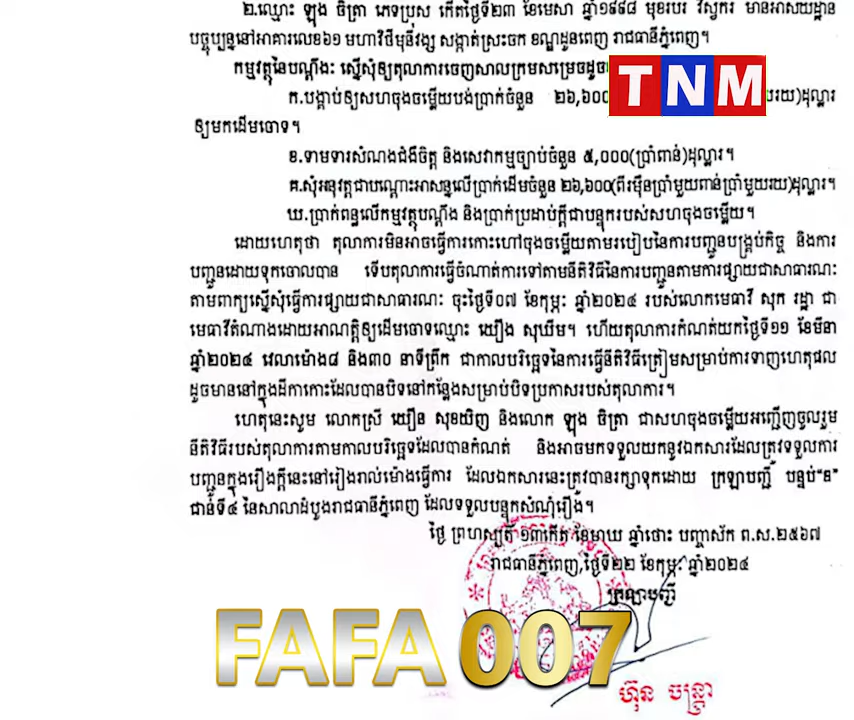 ២.ឈ្មោះ ឡុង ចិត្រា ភេទប្រុស កើតថ្ងៃទី២៣ ខែមេសា ឆ្នាំ១៩៩៨ មុខរបរ វិស្វករ មានអាសយដ្ឋាន
បច្ចុប្បន្ននៅអាគារលេខ៦១ មហាវិថីមុនីវង្ស សង្កាត់ស្រះចក ខណ្ឌដូនពេញ រាជធានីភ្នំពេញ។
កម្មវត្ថុនៃបណ្តឹង៖ ស្នើសុំឲ្យតុលាការចេញសាលក្រមសម្រេចដូច
TNM
ក.បង្គាប់ឲ្យសហចុងចម្លើយបង់ប្រាក់ចំនួន ២៦,៦០០ រយ)ដុល្លារ
ឲ្យមកដើមចោទ។
ខ.ទាមទារសំណងជំងឺចិត្ត និងសេវាកម្មច្បាប់ចំនួន ៥,០០០(ប្រាំពាន់)ដុល្លារ។
គ.សុំអនុវត្តជាបណ្តោះអាសន្នលើប្រាក់ដើមចំនួន ២៦,៦០០(ពីរម៉ឺនប្រាំមួយពាន់ប្រាំមួយរយ)ដុល្លារ។
ឃ.ប្រាក់ពន្ធលើកម្មវត្ថុបណ្តឹង និងប្រាក់ប្រដាប់ក្តីជាបន្ទុករបស់សហចុងចម្លើយ។
ដោយហេតុថា តុលាការមិនអាចធ្វើការកោះហៅចុងចម្លើយតាមរបៀបនៃការបញ្ជូនបង្គ្រប់កិច្ច និងការ
បញ្ជូនដោយទុកចោលបាន ទើបតុលាការធ្វើចំណាត់ការទៅតាមនីតិវិធីនៃការបញ្ជូនតាមការផ្សាយជាសាធារណៈ
តាមពាក្យស្នើសុំធ្វើការផ្សាយជាសាធារណៈ ចុះថ្ងៃទី០៧ ខែកុម្ភៈ ឆ្នាំ២០២៤ របស់លោកមេធាវី សុក រដ្ឋា ជា
មេធាវីតំណាងដោយអាណត្តិឲ្យដើមចោទឈ្មោះ ឃឿង សុឃីម។ ហើយតុលាការកំណត់យកថ្ងៃទី១១ ខែមីនា
ឆ្នាំ២០២៤ វេលាម៉ោង៨ និង៣០ នាទីព្រឹក ជាកាលបរិច្ឆេទនៃការធ្វើនីតិវិធីត្រៀមសម្រាប់ការទាញហេតុផល
ដូចមាននៅក្នុងដីកាកោះដែលបានបិទនៅកន្លែងសម្រាប់បិទប្រកាសរបស់តុលាការ។
ហេតុនេះសូម លោកស្រី ឃឿន សុខឃិញ និងលោក ឡុង ចិត្រា ជាសហចុងចម្លើយអញ្ជើញចូលរួម
នីតិវិធីរបស់តុលាការតាមកាលបរិច្ឆេទដែលបានកំណត់ និងអាចមកទទួលយកនូវឯកសារដែលត្រូវទទួលការ
បញ្ជូនក្នុងរឿងក្តីនេះនៅរៀងរាល់ម៉ោងធ្វើការ ដែលឯកសារនេះត្រូវបានរក្សាទុកដោយ ក្រឡាបញ្ជី បន្ទប់“ខ”
ជាន់ទី៤ នៃសាលាដំបូងរាជធានីភ្នំពេញ ដែលទទួលបន្ទុកសំណុំរឿង។
ថ្ងៃ ព្រហស្បតិ៍ ១៣កើត ខែមាឃ ឆ្នាំថោះ បញ្ចស័ក ព.ស.២៥៦៧
រាជធានីភ្នំពេញ,ថ្ងៃទី២២ ខែកុម្ភៈ ឆ្នាំ២០២៤
ក្រឡាបញ្ជី
FAFA 007
ហ៊ុន ចន្ត្រា